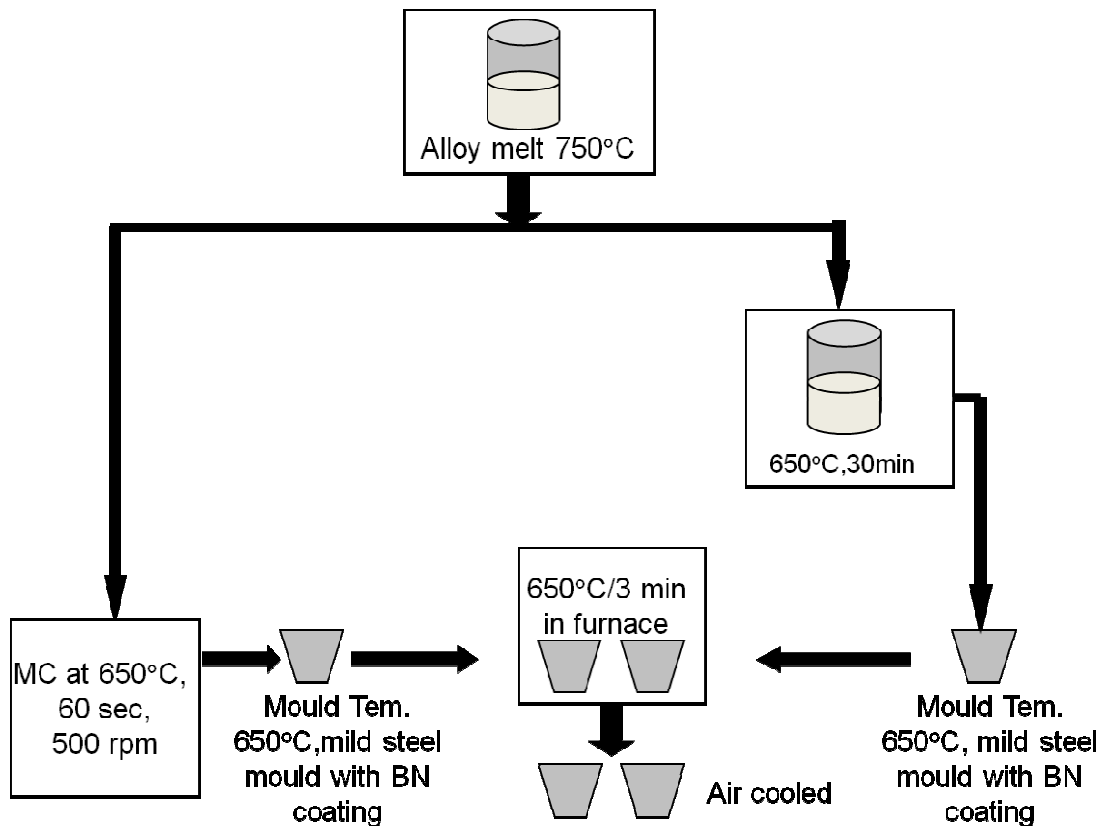 Alloy melt 750°C
650°C,30min
MC at 650°C,
60 sec,
500 rpm
Mould Tem.
650°C,mild steel
mould with BN
coating
650°C/3 min
in furnace
Mould Tem.
650°C, mild steel
mould with BN
coating
Air cooled